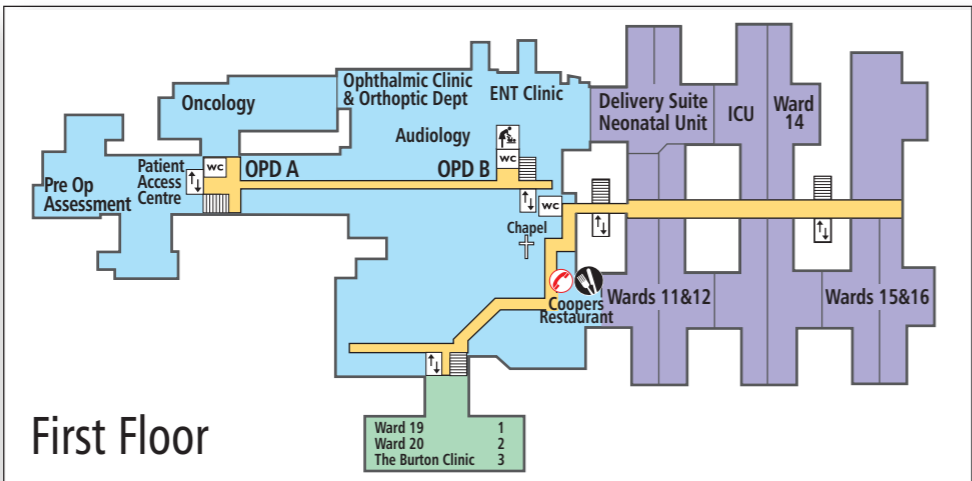 Ophthalmic Clinic
& Orthoptic Dept
ENT Clinic
Oncology
Delivery Suite
Neonatal Unit
ICU
Ward
14
Audiology
WC
OPD A
OPD B
WC
Patient
Access
Centre
Pre Op
Assessment
WC
Chapel
Coopers
Restaurant
Wards 11&12
Wards 15&16
First Floor
Ward 19 1
Ward 20 2
The Burton Clinic 3